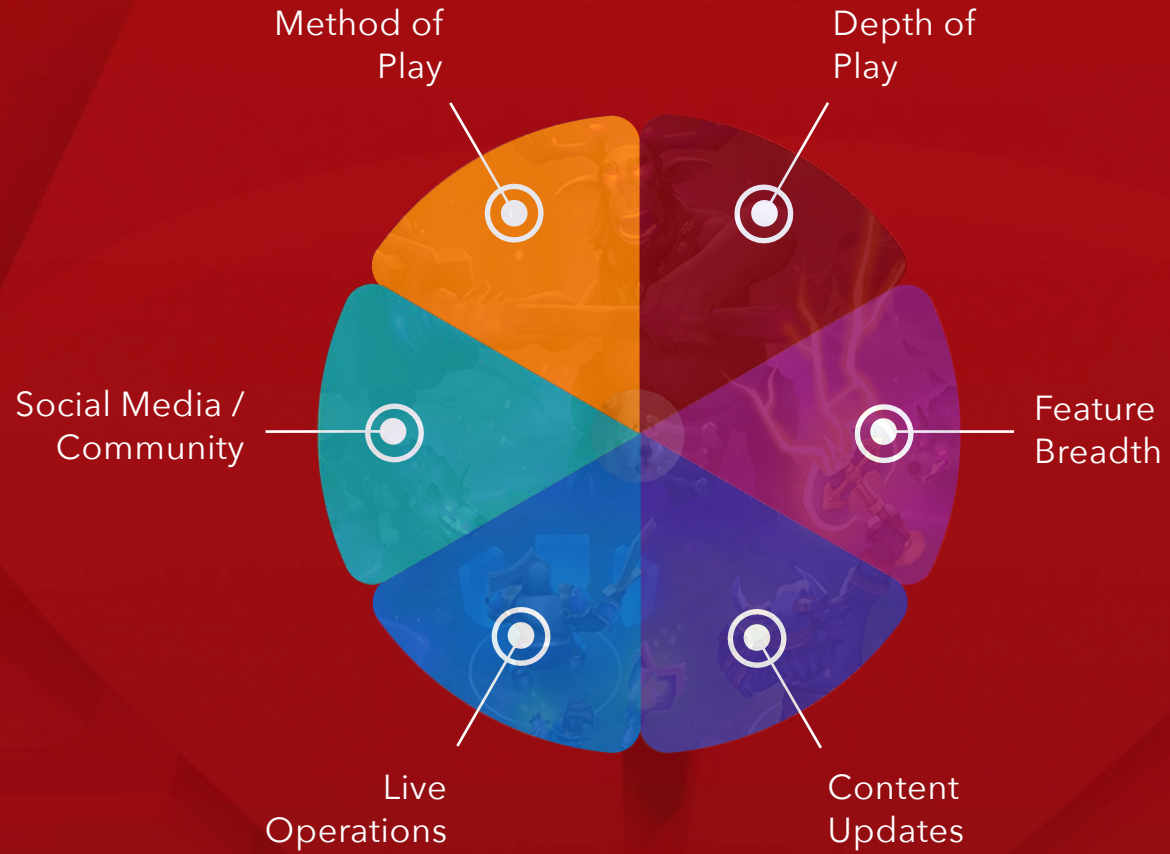 Method of
Play
Depth of
Play
Social Media /
Community
Feature
Breadth
Live
Operations
Content
Updates